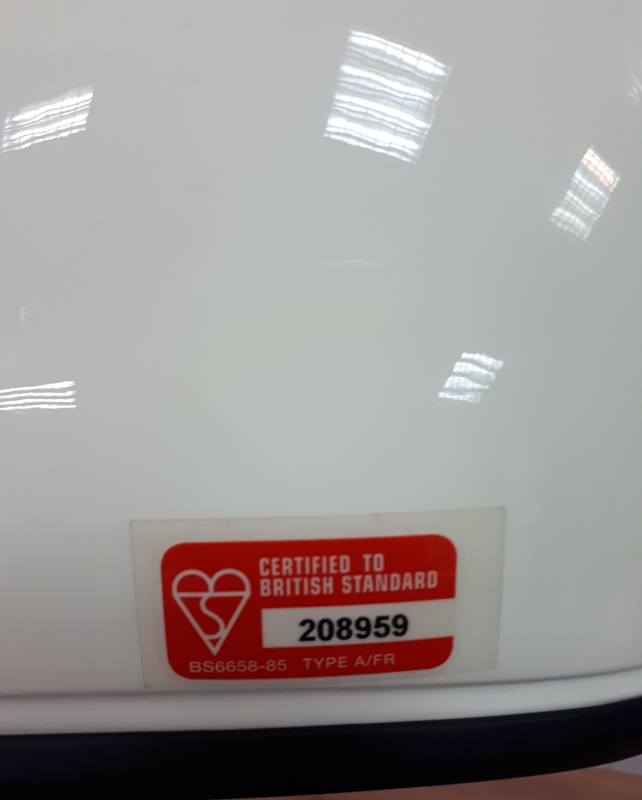 CERTIFIED TO
BRITISH STANDARD
208959
BS6658-85 TYPE A/FR